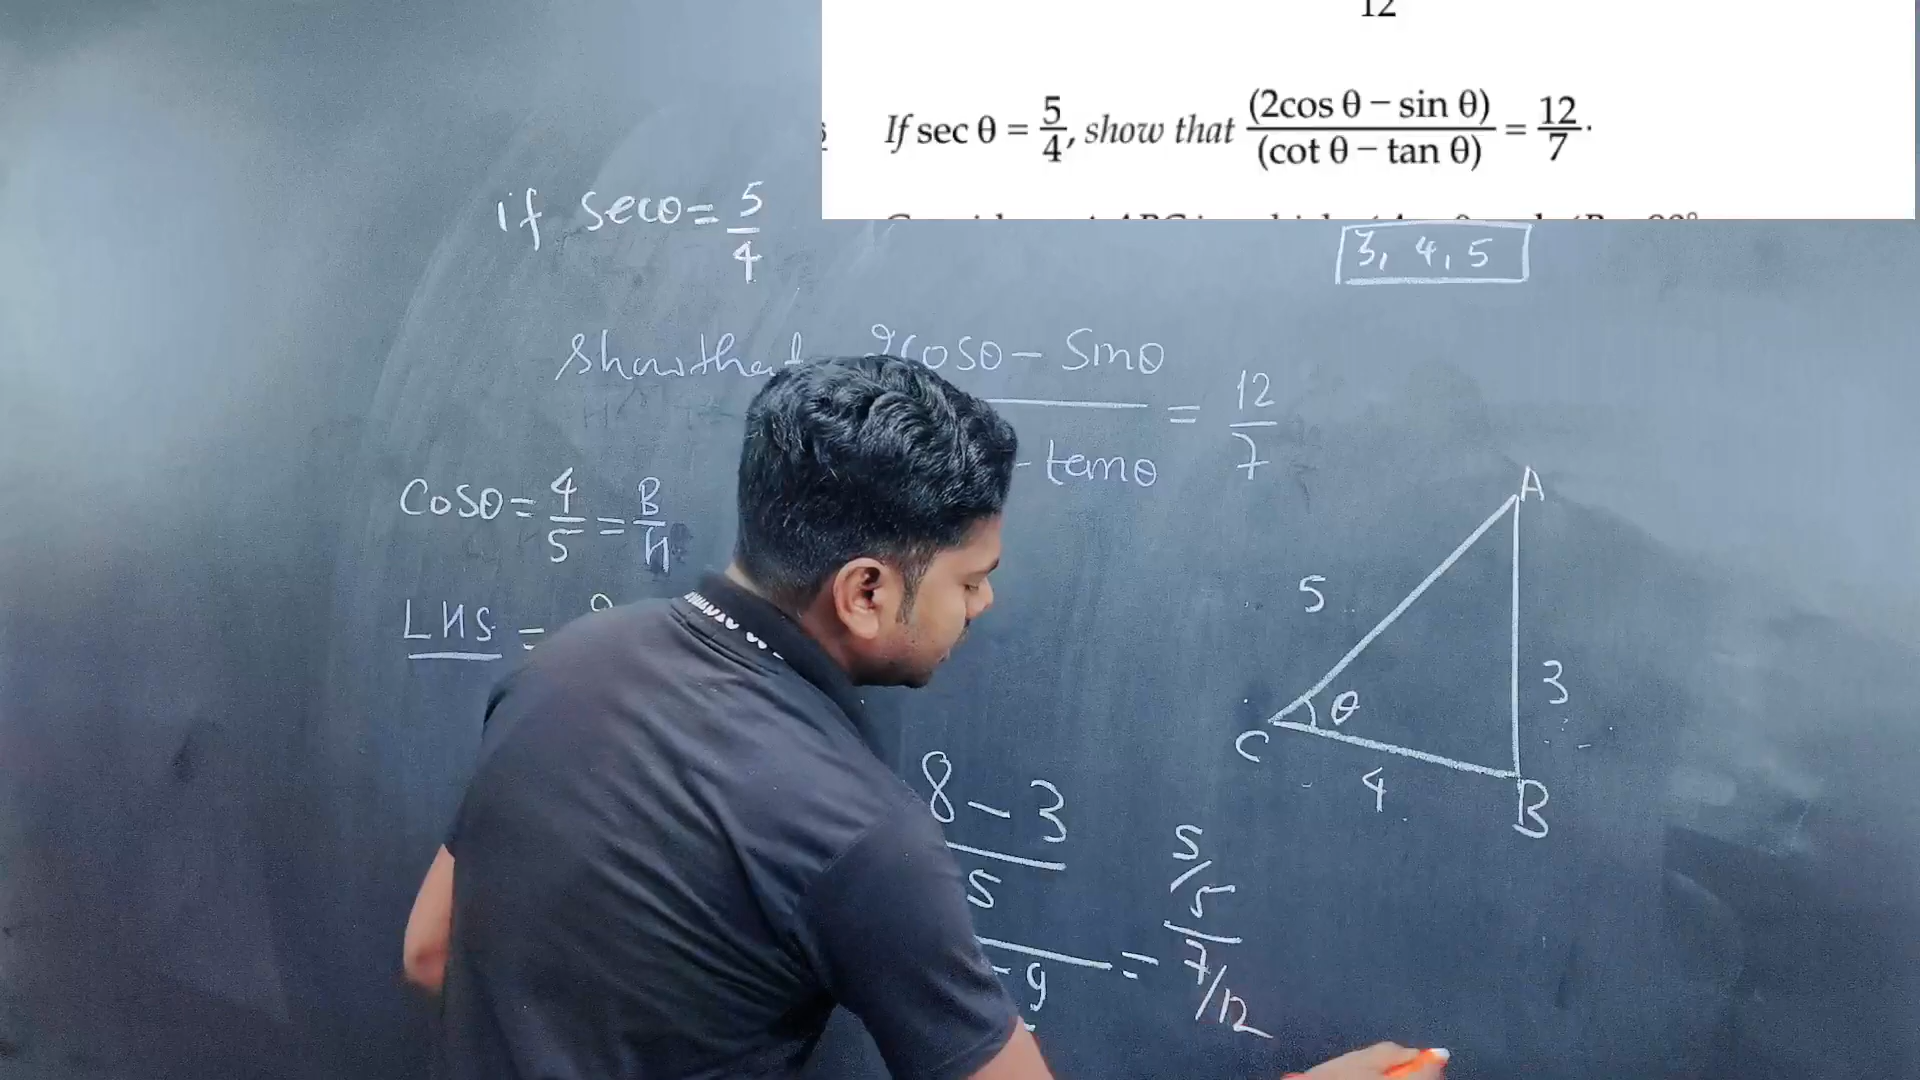 12
If sec θ = 5/4, show that (2cos θ – sin θ)/(cot θ – tan θ) = 12/7.
if secθ = 5/4
3, 4, 5
Show that 2cosθ – Sinθ
– tanθ
= 12/7
Cosθ = 4/5 = B/H
LHS =
A
5
3
θ
C
4
B
8 – 3
5
– 9
= 5/5
7/12